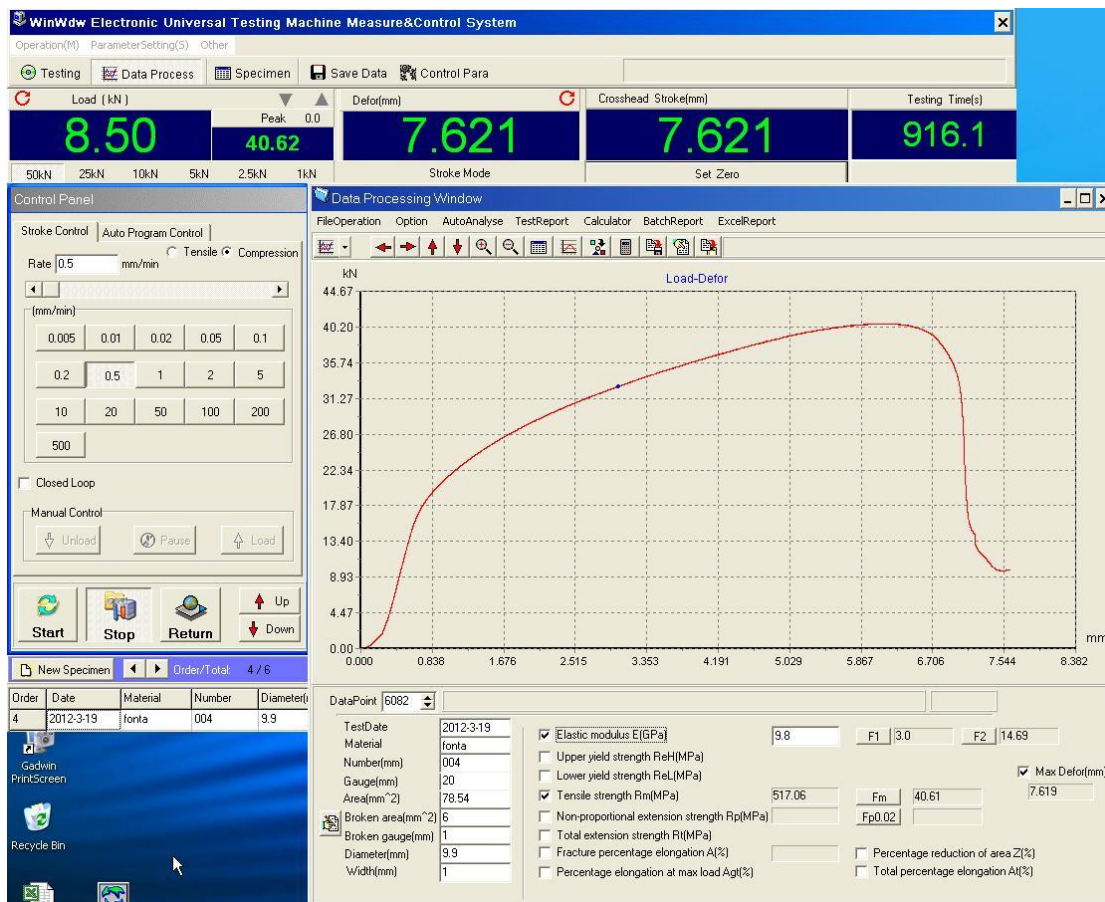 WinWdw Electronic Universal Testing Machine Measure&Control System
Operation(M) ParameterSetting(S) Other
Testing Data Process Specimen Save Data Control Para
Load (kN) Peak 0.0 Defor(mm) Crosshead Stroke(mm) Testing Time(s)
8.50 40.62 7.621 7.621 916.1
50kN 25kN 10kN 5kN 2.5kN 1kN Stroke Mode Set Zero
Control Panel
Stroke Control Auto Program Control
Tensile Compression
Rate 0.5 mm/min
(mm/min)
0.005 0.01 0.02 0.05 0.1
0.2 0.5 1 2 5
10 20 50 100 200
500
Closed Loop
Manual Control
Unload Pause Load
Start Stop Return Up
Down
New Specimen Order/Total: 4 / 6
Order Date Material Number Diameter(
4 2012-3-19 fonta 004 9.9
Gadwin
PrintScreen
Recycle Bin
Data Processing Window
FileOperation Option AutoAnalyse TestReport Calculator BatchReport ExcelReport
kN Load-Defor
44.67
40.20
35.74
31.27
26.80
22.34
17.87
13.40
8.93
4.47
0.00
mm
0.000 0.838 1.676 2.515 3.353 4.191 5.029 5.867 6.706 7.544 8.382
DataPoint 6082
TestDate 2012-3-19
Material fonta
Number(mm) 004
Gauge(mm) 20
Area(mm^2) 78.54
Broken area(mm^2) 6
Broken gauge(mm) 1
Diameter(mm) 9.9
Width(mm) 1
Elastic modulus E(GPa) 9.8 F1 3.0 F2 14.69
Upper yield strength ReH(MPa)
Lower yield strength ReL(MPa) Max Defor(mm)
Tensile strength Rm(MPa) 517.06 Fm 40.61 7.619
Non-proportional extension strength Rp(MPa) Fp0.02
Total extension strength Rt(MPa)
Fracture percentage elongation A(%) Percentage reduction of area Z(%)
Percentage elongation at max load Agt(%) Total percentage elongation At(%)